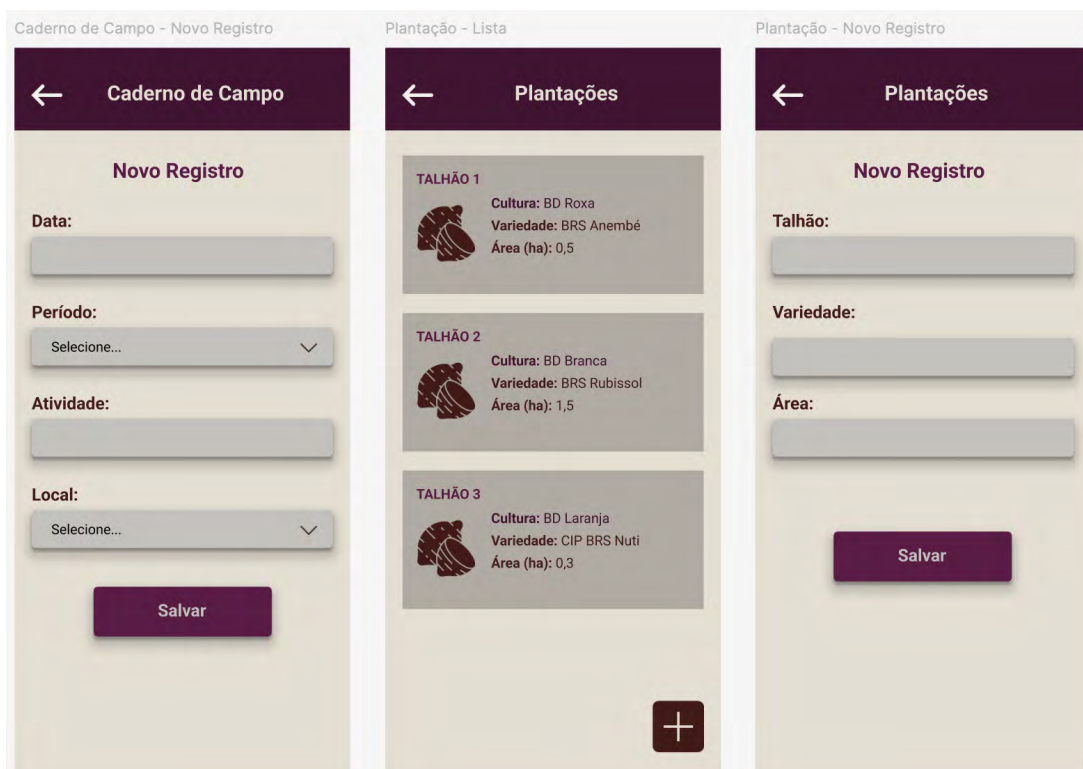 Caderno de Campo - Novo Registro
Caderno de Campo
Novo Registro
Data:
Período:
Selecione...
Atividade:
Local:
Selecione...
Salvar
Plantação - Lista
Plantações
TALHÃO 1
Cultura: BD Roxa
Variedade: BRS Anembé
Área (ha): 0,5
TALHÃO 2
Cultura: BD Branca
Variedade: BRS Rubissol
Área (ha): 1,5
TALHÃO 3
Cultura: BD Laranja
Variedade: CIP BRS Nuti
Área (ha): 0,3
Plantação - Novo Registro
Plantações
Novo Registro
Talhão:
Variedade:
Área:
Salvar